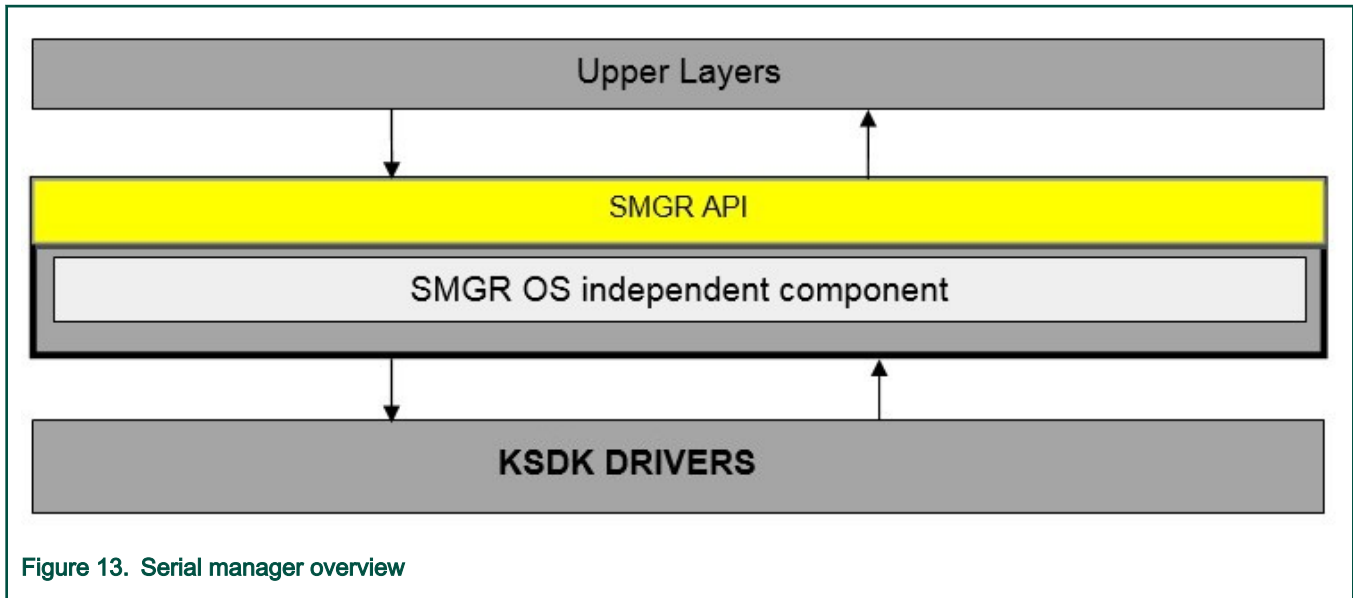 Upper Layers
SMGR API
SMGR OS independent component
KSDK DRIVERS
Figure 13. Serial manager overview